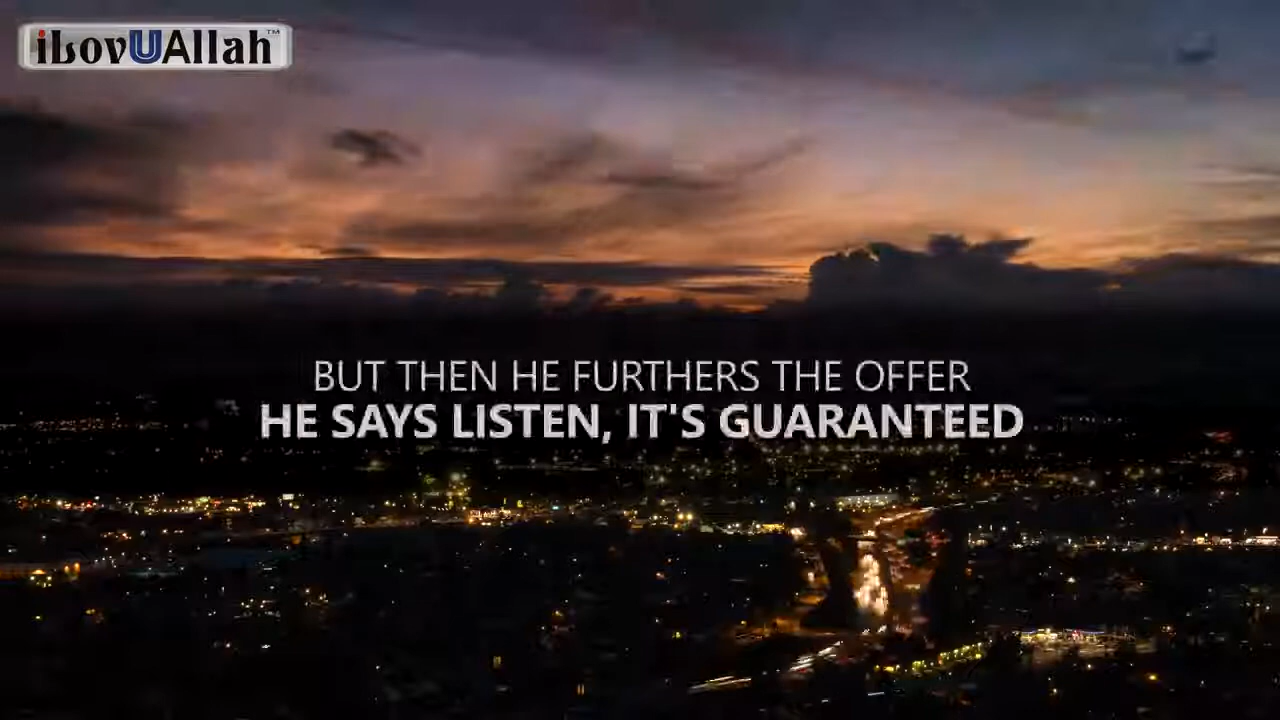 iLovUAllah™
BUT THEN HE FURTHERS THE OFFER
HE SAYS LISTEN, IT'S GUARANTEED